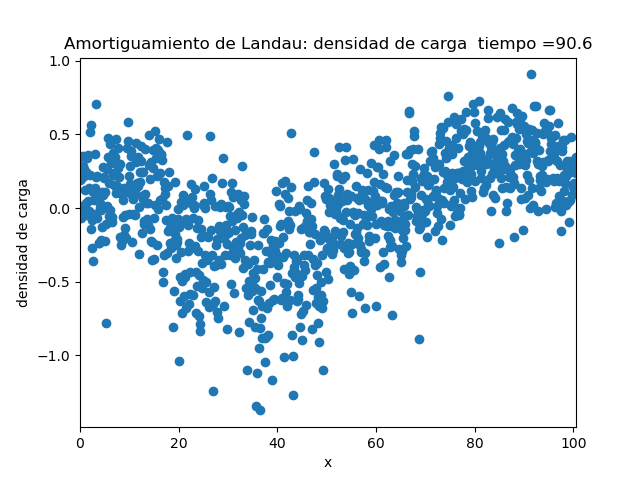 Amortiguamiento de Landau: densidad de carga  tiempo =90.6
1.0
0.5
0.0
−0.5
−1.0
densidad de carga
0 20 40 60 80 100
x